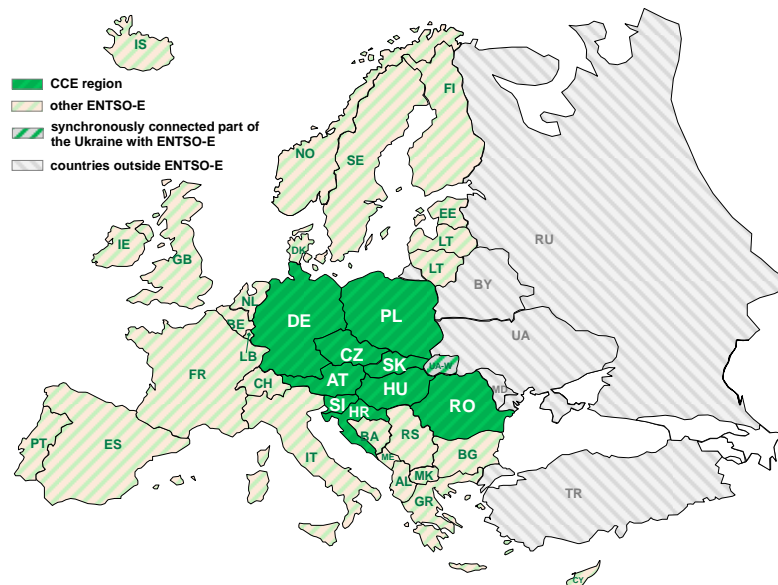 IS
CCE region
other ENTSO-E
synchronously connected part of
the Ukraine with ENTSO-E
countries outside ENTSO-E
FI
NO
SE
EE
RU
IE
GB
DK
LT
LT
BY
NL
DE
PL
BE
UA
LB
CZ
SK
UA-W
FR
CH
AT
HU
MD
SI
HR
RO
PT
ES
BA
RS
IT
ME
BG
AL
MK
GR
TR
CY